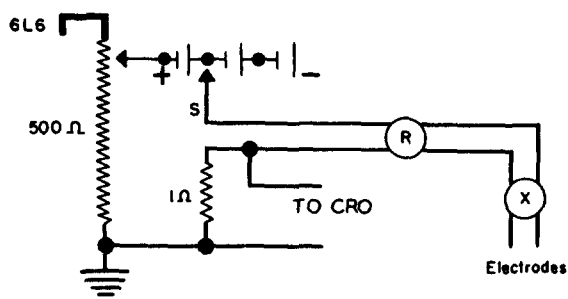 6L6
+
−
S
500 Ω
R
1Ω
TO CRO
X
Electrodes